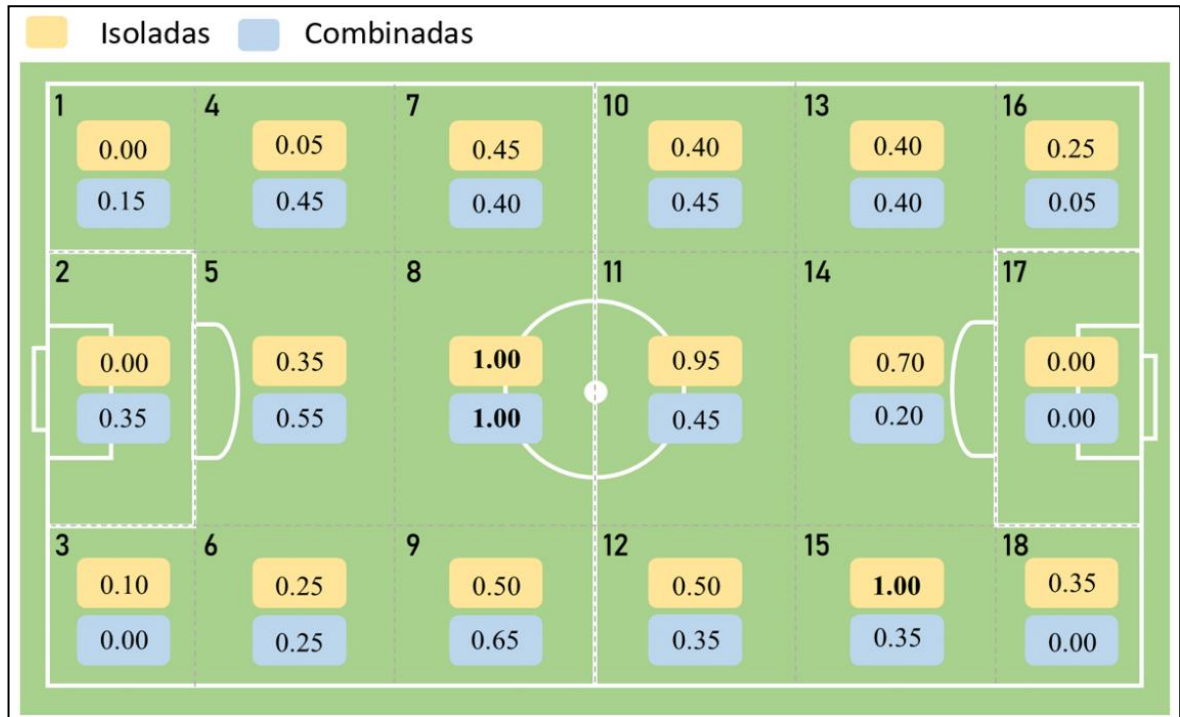 Isoladas Combinadas
1 4 7 10 13 16
0.00 0.05 0.45 0.40 0.40 0.25
0.15 0.45 0.40 0.45 0.40 0.05
2 5 8 11 14 17
0.00 0.35 1.00 0.95 0.70 0.00
0.35 0.55 1.00 0.45 0.20 0.00
3 6 9 12 15 18
0.10 0.25 0.50 0.50 1.00 0.35
0.00 0.25 0.65 0.35 0.35 0.00